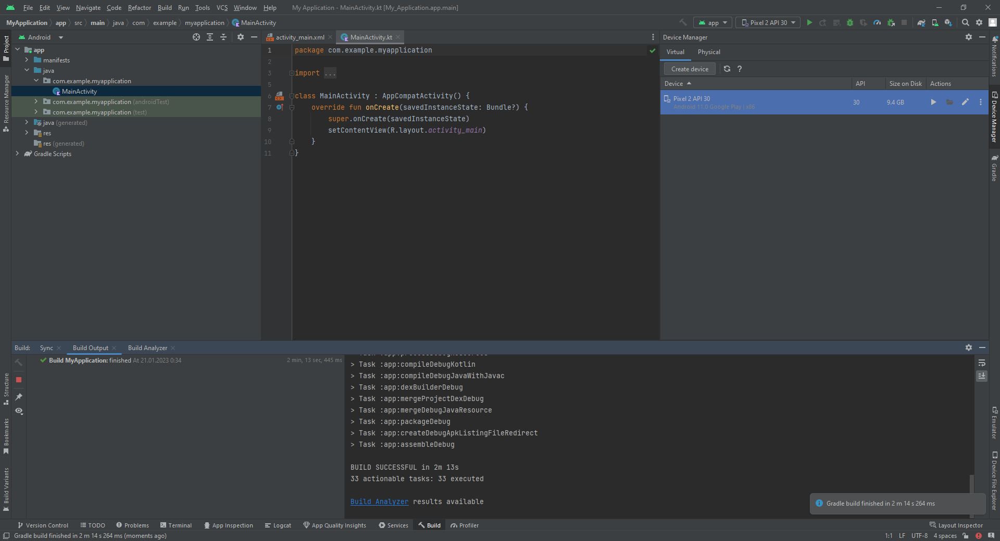 File Edit View Navigate Code Refactor Build Run Tools VCS Window Help My Application - MainActivity.kt [My_Application.app.main]
MyApplication app src main java com example myapplication MainActivity app Pixel 2 API 30
Project
Resource Manager
Structure
Bookmarks
Build Variants
Android
app
manifests
java
com.example.myapplication
MainActivity
com.example.myapplication (androidTest)
com.example.myapplication (test)
java (generated)
res
res (generated)
Gradle Scripts
activity_main.xml MainActivity.kt
1 package com.example.myapplication
2
3 import ...
5
6 class MainActivity : AppCompatActivity() {
7 override fun onCreate(savedInstanceState: Bundle?) {
8 super.onCreate(savedInstanceState)
9 setContentView(R.layout.activity_main)
10 }
11 }
Device Manager
Virtual Physical
Create device ?
Device API Size on Disk Actions
Pixel 2 API 30 30 9.4 GB
Android 11.0 Google Play | x86
Notifications
Device Manager
Gradle
Emulator
Device File Explorer
Build: Sync Build Output Build Analyzer
Build MyApplication: finished At 21.01.2023 0:34 2 min, 13 sec, 445 ms
> Task :app:compileDebugKotlin
> Task :app:compileDebugJavaWithJavac
> Task :app:dexBuilderDebug
> Task :app:mergeProjectDexDebug
> Task :app:mergeDebugJavaResource
> Task :app:packageDebug
> Task :app:createDebugApkListingFileRedirect
> Task :app:assembleDebug
BUILD SUCCESSFUL in 2m 13s
33 actionable tasks: 33 executed
Build Analyzer results available
Gradle build finished in 2 m 14 s 264 ms
Version Control TODO Problems Terminal App Inspection Logcat App Quality Insights Services Build Profiler Layout Inspector
Gradle build finished in 2 m 14 s 264 ms (moments ago) 1:1 LF UTF-8 4 spaces